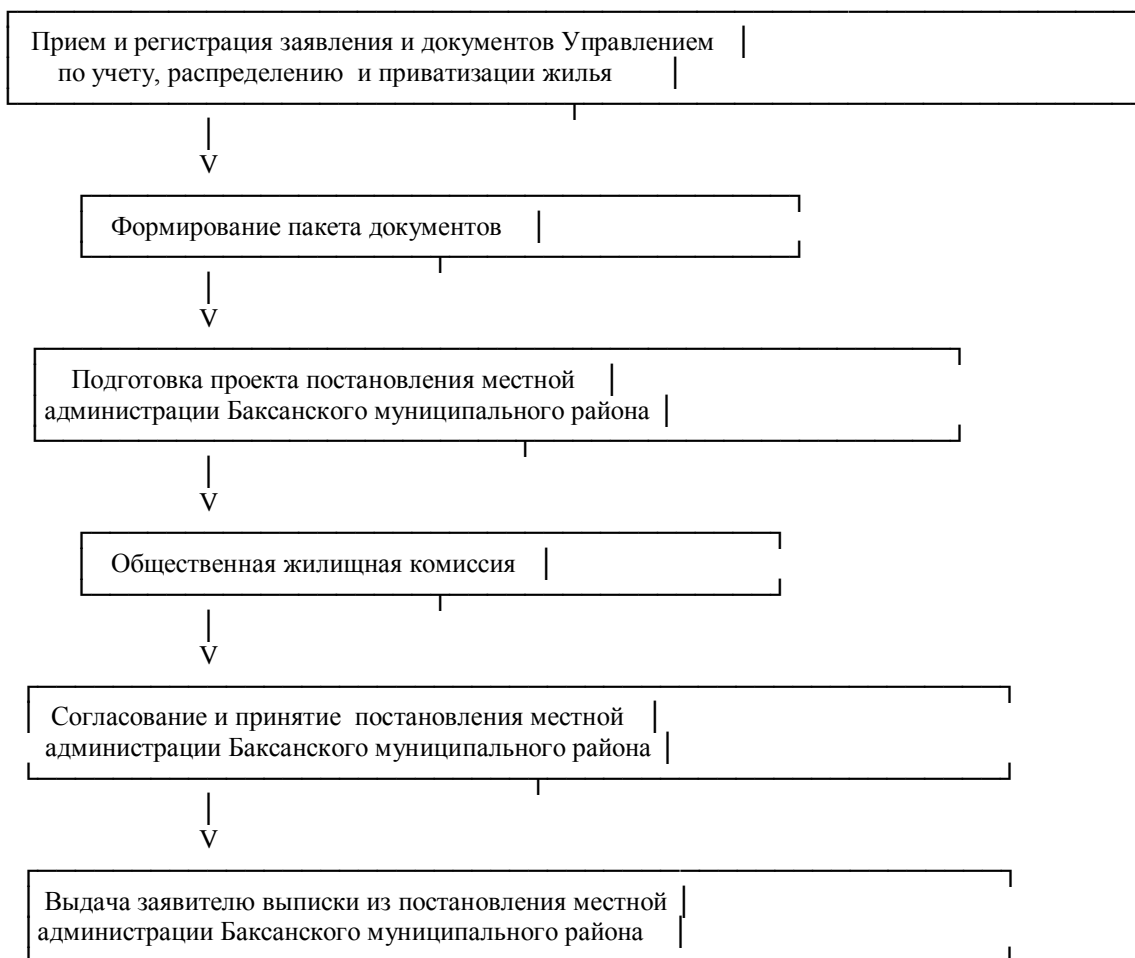 Прием и регистрация заявления и документов Управлением
по учету, распределению и приватизации жилья
V
Формирование пакета документов
V
Подготовка проекта постановления местной
администрации Баксанского муниципального района
V
Общественная жилищная комиссия
V
Согласование и принятие постановления местной
администрации Баксанского муниципального района
V
Выдача заявителю выписки из постановления местной
администрации Баксанского муниципального района